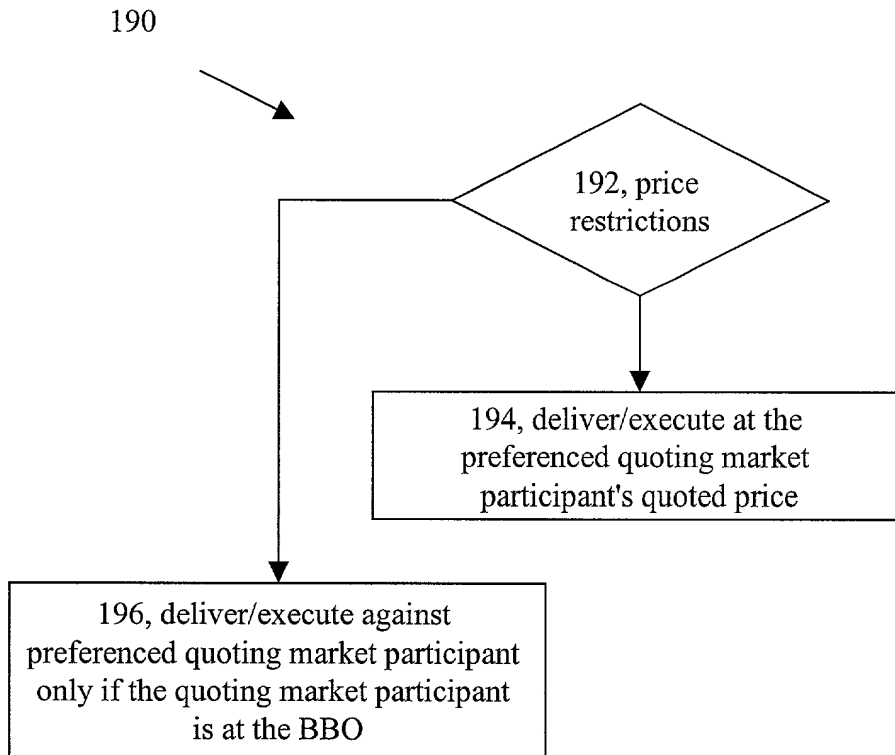 190
192, price
restrictions
194, deliver/execute at the
preferenced quoting market
participant's quoted price
196, deliver/execute against
preferenced quoting market participant
only if the quoting market participant
is at the BBO